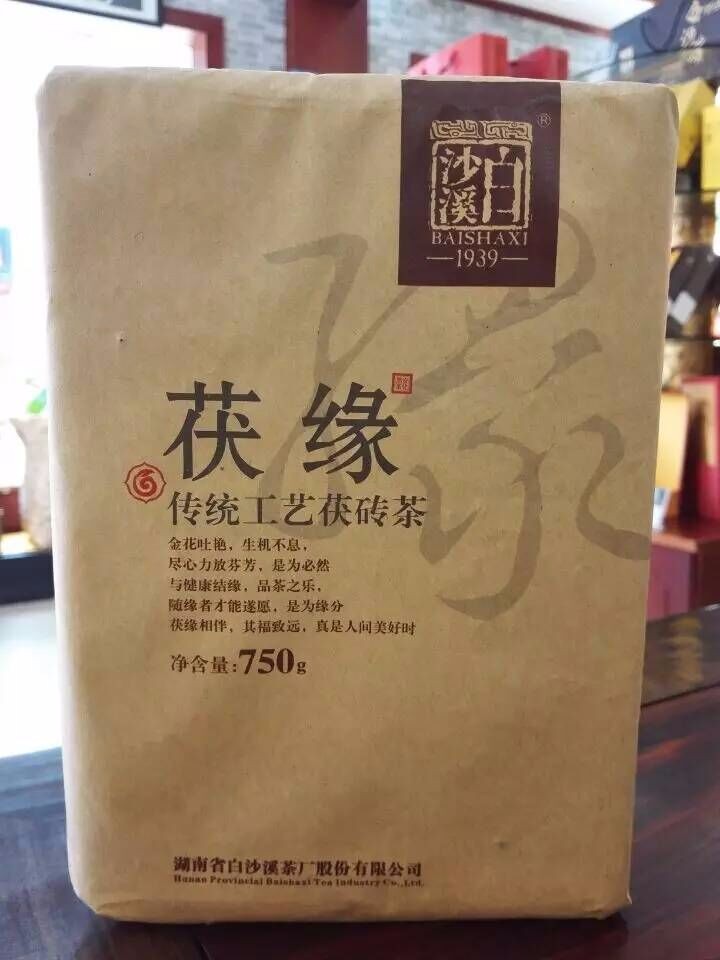 白沙溪
®
BAISHAXI
1939
茯缘
传统工艺茯砖茶
金花吐艳，生机不息，
尽心力放芬芳，是为必然
与健康结缘，品茶之乐，
随缘者才能遂愿，是为缘分
茯缘相伴，其福致远，真是人间美好时
净含量：750g
湖南省白沙溪茶厂股份有限公司
Hunan Provincial Baishaxi Tea Industry Co.,Ltd.